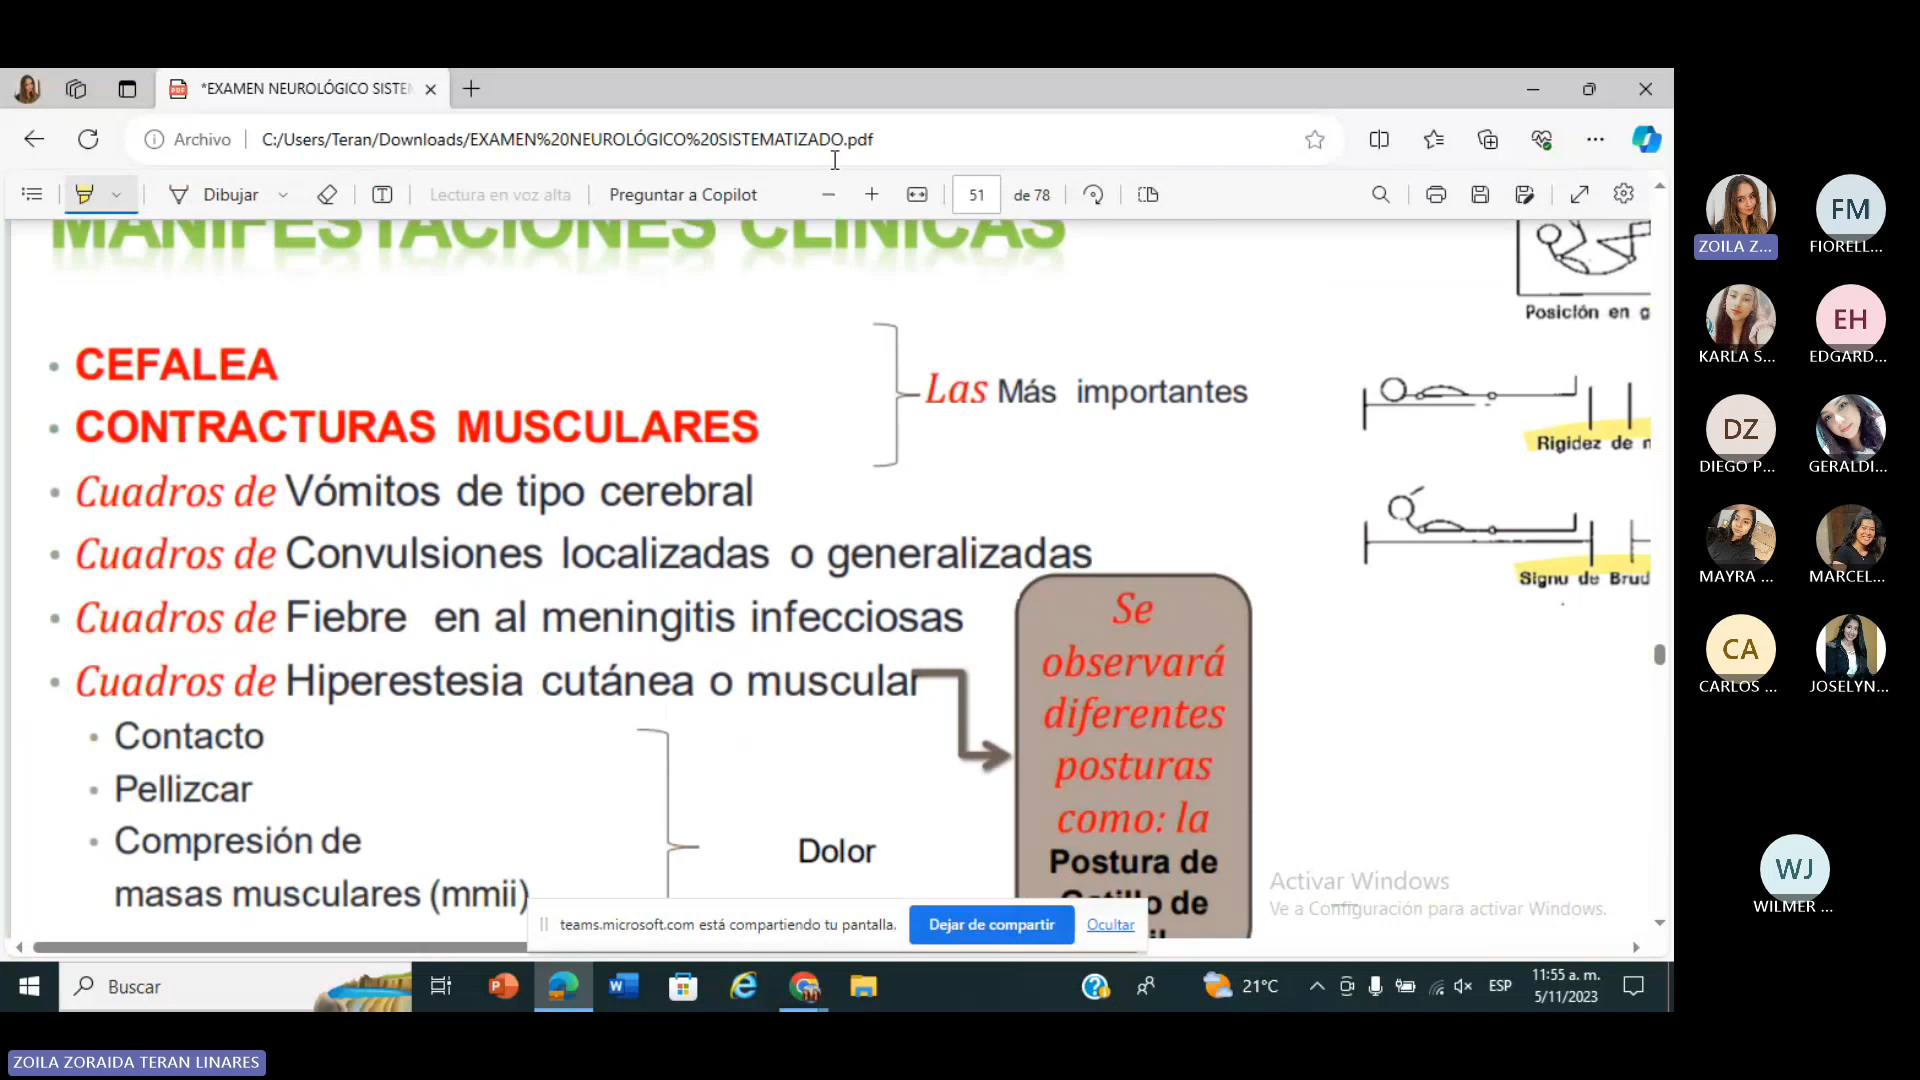 *EXAMEN NEUROLÓGICO SISTEM
Archivo
C:/Users/Teran/Downloads/EXAMEN%20NEUROLÓGICO%20SISTEMATIZADO.pdf
Dibujar
Lectura en voz alta
Preguntar a Copilot
51 de 78
MANIFESTACIONES CLÍNICAS
Posición en g
• CEFALEA
• CONTRACTURAS MUSCULARES
Las Más importantes
Rigidez de n
• Cuadros de Vómitos de tipo cerebral
• Cuadros de Convulsiones localizadas o generalizadas
Signo de Brud
• Cuadros de Fiebre en al meningitis infecciosas
• Cuadros de Hiperestesia cutánea o muscular
• Contacto
• Pellizcar
• Compresión de
masas musculares (mmii)
Dolor
Se
observará
diferentes
posturas
como: la
Postura de
Gatillo de
Activar Windows
Ve a Configuración para activar Windows.
teams.microsoft.com está compartiendo tu pantalla.
Dejar de compartir
Ocultar
Buscar
21°C
ESP
11:55 a. m.
5/11/2023
ZOILA Z...
FM
FIORELL...
KARLA S...
EH
EDGARD...
DZ
DIEGO P...
GERALDI...
MAYRA ...
MARCEL...
CA
CARLOS ...
JOSELYN...
WJ
WILMER ...
ZOILA ZORAIDA TERAN LINARES